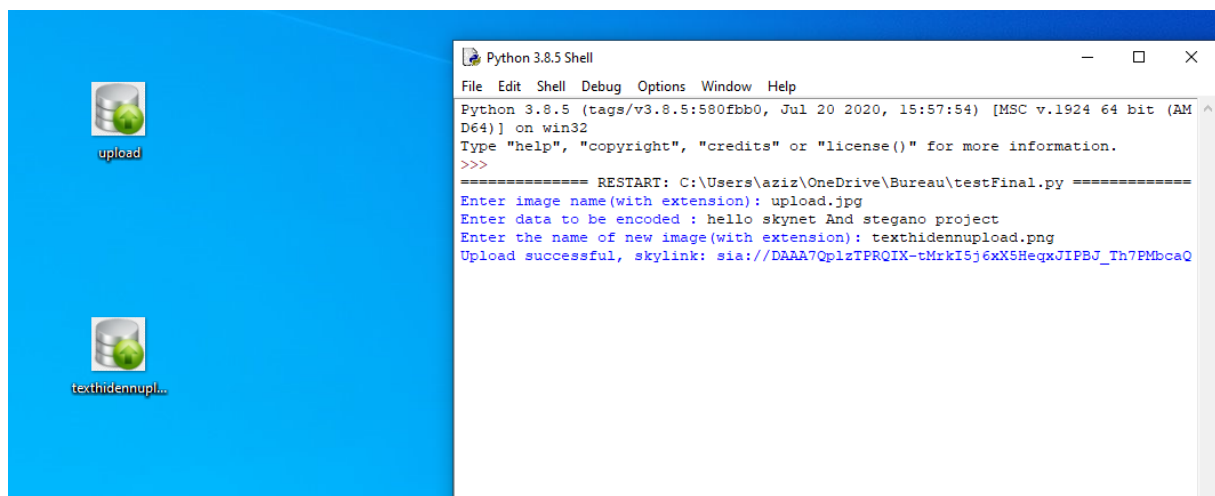 upload
texthidennupl...
Python 3.8.5 Shell
File Edit Shell Debug Options Window Help
Python 3.8.5 (tags/v3.8.5:580fbb0, Jul 20 2020, 15:57:54) [MSC v.1924 64 bit (AM
D64)] on win32
Type "help", "copyright", "credits" or "license()" for more information.
>>>
============== RESTART: C:\Users\aziz\OneDrive\Bureau\testFinal.py =============
Enter image name(with extension): upload.jpg
Enter data to be encoded : hello skynet And stegano project
Enter the name of new image(with extension): texthidennupload.png
Upload successful, skylink: sia://DAAA7QplzTPRQIX-tMrkI5j6xX5HeqxJIPBJ_Th7PMbcaQ